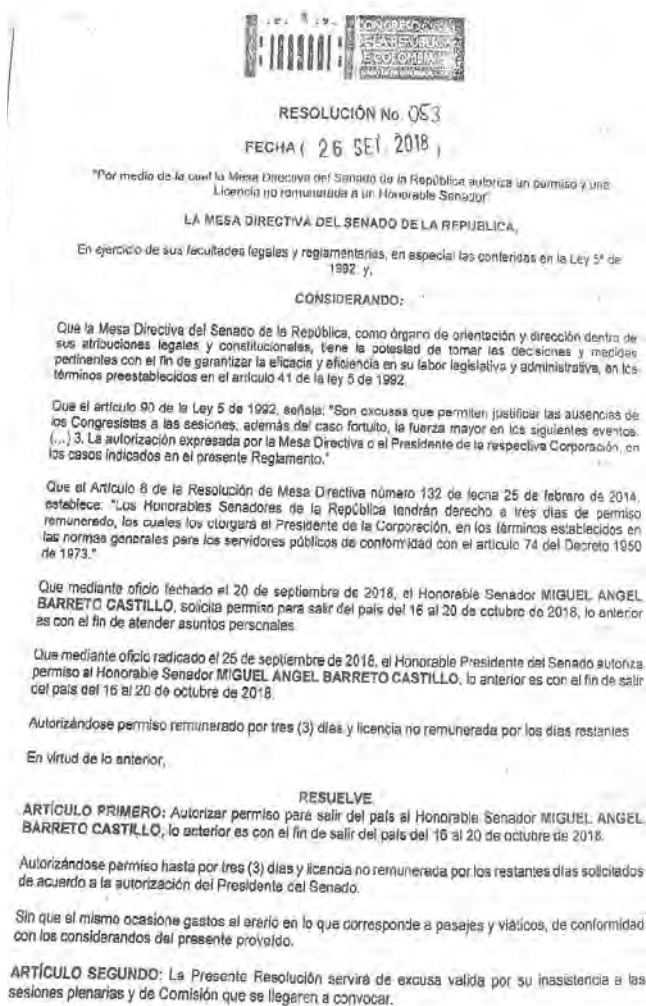 CONGRESO
DE LA REPÚBLICA
DE COLOMBIA
RESOLUCIÓN No. 053
FECHA ( 26 SET 2018 )
"Por medio de la cual la Mesa Directiva del Senado de la República autoriza un permiso y una
Licencia no remunerada a un Honorable Senador"
LA MESA DIRECTIVA DEL SENADO DE LA REPUBLICA,
En ejercicio de sus facultades legales y reglamentarias, en especial las conferidas en la Ley 5ª de
1992 y,
CONSIDERANDO:
Que la Mesa Directiva del Senado de la República, como órgano de orientación y dirección dentro de
sus atribuciones legales y constitucionales, tiene la potestad de tomar las decisiones y medidas
pertinentes con el fin de garantizar la eficacia y eficiencia en su labor legislativa y administrativa, en los
términos preestablecidos en el artículo 41 de la ley 5 de 1992.
Que el artículo 90 de la Ley 5 de 1992, señala: "Son excusas que permiten justificar las ausencias de
los Congresistas a las sesiones, además del caso fortuito, la fuerza mayor en los siguientes eventos.
(...) 3. La autorización expresada por la Mesa Directiva o el Presidente de la respectiva Corporación, en
los casos indicados en el presente Reglamento."
Que el Artículo 8 de la Resolución de Mesa Directiva número 132 de fecha 25 de febrero de 2014,
establece: "Los Honorables Senadores de la República tendrán derecho a tres días de permiso
remunerado, los cuales los otorgará el Presidente de la Corporación, en los términos establecidos en
las normas generales para los servidores públicos de conformidad con el artículo 74 del Decreto 1950
de 1973."
Que mediante oficio fechado el 20 de septiembre de 2018, el Honorable Senador MIGUEL ANGEL
BARRETO CASTILLO, solicita permiso para salir del país del 16 al 20 de octubre de 2018, lo anterior
es con el fin de atender asuntos personales.
Que mediante oficio radicado el 25 de septiembre de 2018, el Honorable Presidente del Senado autoriza
permiso al Honorable Senador MIGUEL ANGEL BARRETO CASTILLO, lo anterior es con el fin de salir
del país del 16 al 20 de octubre de 2018.
Autorizándose permiso remunerado por tres (3) días y licencia no remunerada por los días restantes
En virtud de lo anterior,
RESUELVE
ARTÍCULO PRIMERO: Autorizar permiso para salir del país al Honorable Senador MIGUEL ANGEL
BARRETO CASTILLO, lo anterior es con el fin de salir del país del 16 al 20 de octubre de 2018.
Autorizándose permiso hasta por tres (3) días y licencia no remunerada por los restantes días solicitados
de acuerdo a la autorización del Presidente del Senado.
Sin que el mismo ocasione gastos al erario en lo que corresponde a pasajes y viáticos, de conformidad
con los considerandos del presente proveído.
ARTÍCULO SEGUNDO: La Presente Resolución servirá de excusa valida por su inasistencia a las
sesiones plenarias y de Comisión que se llegaren a convocar.